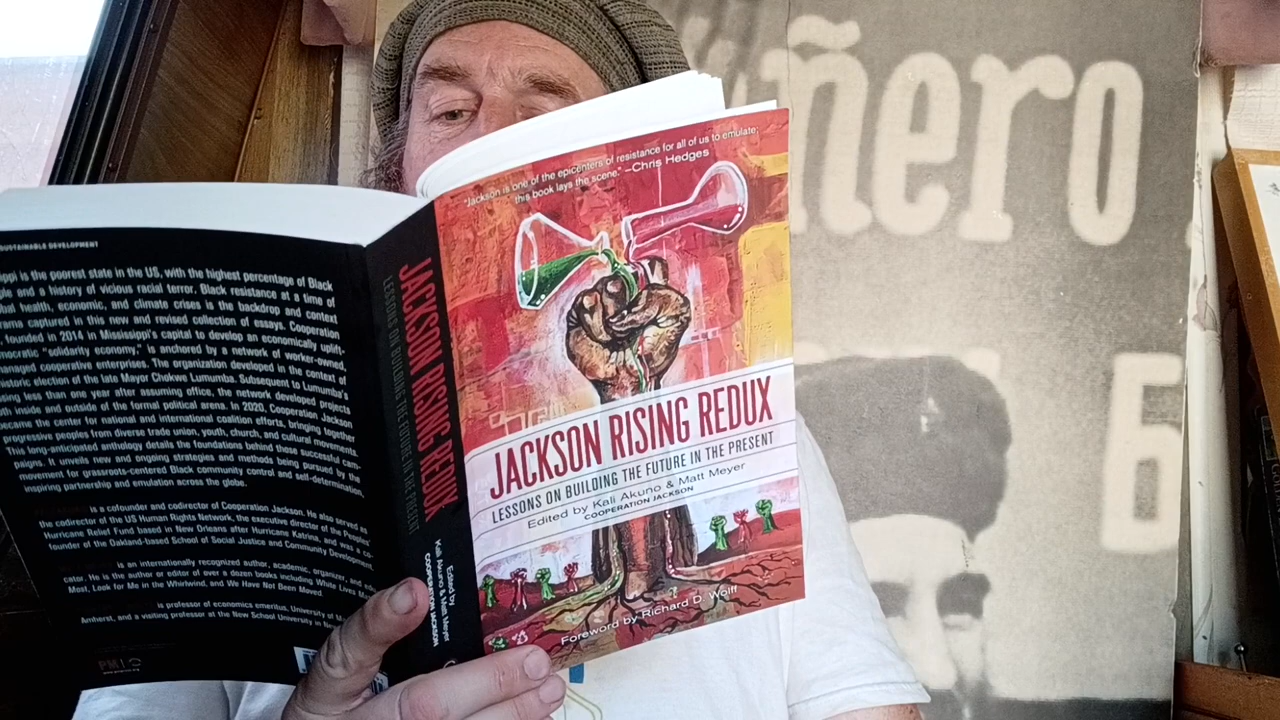 SUSTAINABLE DEVELOPMENT
is the poorest state in the US, with the highest percentage of Black
and a history of vicious racial terror. Black resistance at a time of
health, economic, and climate crises is the backdrop and context
captured in this new and revised collection of essays. Cooperation
, founded in 2014 in Mississippi's capital to develop an economically uplift-
"solidarity economy," is anchored by a network of worker-owned,
cooperative enterprises. The organization developed in the context of
historic election of the late Mayor Chokwe Lumumba. Subsequent to Lumumba's
less than one year after assuming office, the network developed projects
inside and outside of the formal political arena. In 2020, Cooperation Jackson
became the center for national and international coalition efforts, bringing together
progressive peoples from diverse trade union, youth, church, and cultural movements.
This long-anticipated anthology details the foundations behind those successful cam-
paigns. It unveils new and ongoing strategies and methods being pursued by the
movement for grassroots-centered Black community control and self-determination,
inspiring partnership and emulation across the globe.
is a cofounder and codirector of Cooperation Jackson. He also served as
the codirector of the US Human Rights Network, the executive director of the Peoples
Hurricane Relief Fund based in New Orleans after Hurricane Katrina, and was a co-
founder of the Oakland-based School of Social Justice and Community Development.
is an internationally recognized author, academic, organizer, and
cator. He is the author or editor of over a dozen books including White Lives
Most, Look for Me in the Whirlwind, and We Have Not Been Moved.
is professor of economics emeritus, University of
Amherst, and a visiting professor at the New School University in
PM
JACKSON RISING REDUX
LESSONS ON BUILDING THE FUTURE IN THE PRESENT
Edited by
Kali Akuno & Matt Meyer
COOPERATION JACKSON
"Jackson is one of the epicenters of resistance for all of us to emulate;
this book lays the scene." –Chris Hedges
JACKSON RISING REDUX
LESSONS ON BUILDING THE FUTURE IN THE PRESENT
Edited by Kali Akuno & Matt Meyer
COOPERATION JACKSON
Foreword by Richard D. Wolff
ñero
6